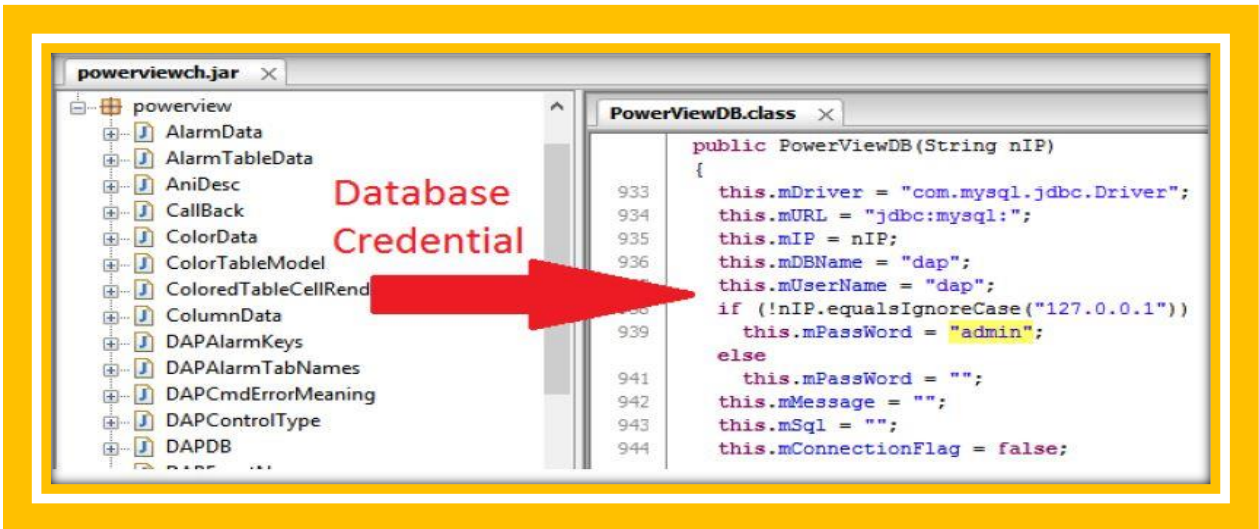 powerviewch.jar
powerview
AlarmData
AlarmTableData
AniDesc
CallBack
ColorData
ColorTableModel
ColoredTableCellRend
ColumnData
DAPAlarmKeys
DAPAlarmTabNames
DAPCmdErrorMeaning
DAPControlType
DAPDB
Database
Credential
PowerViewDB.class
public PowerViewDB(String nIP)
{
933 this.mDriver = "com.mysql.jdbc.Driver";
934 this.mURL = "jdbc:mysql:";
935 this.mIP = nIP;
936 this.mDBName = "dap";
this.mUserName = "dap";
if (!nIP.equalsIgnoreCase("127.0.0.1"))
939 this.mPassWord = "admin";
else
941 this.mPassWord = "";
942 this.mMessage = "";
943 this.mSql = "";
944 this.mConnectionFlag = false;